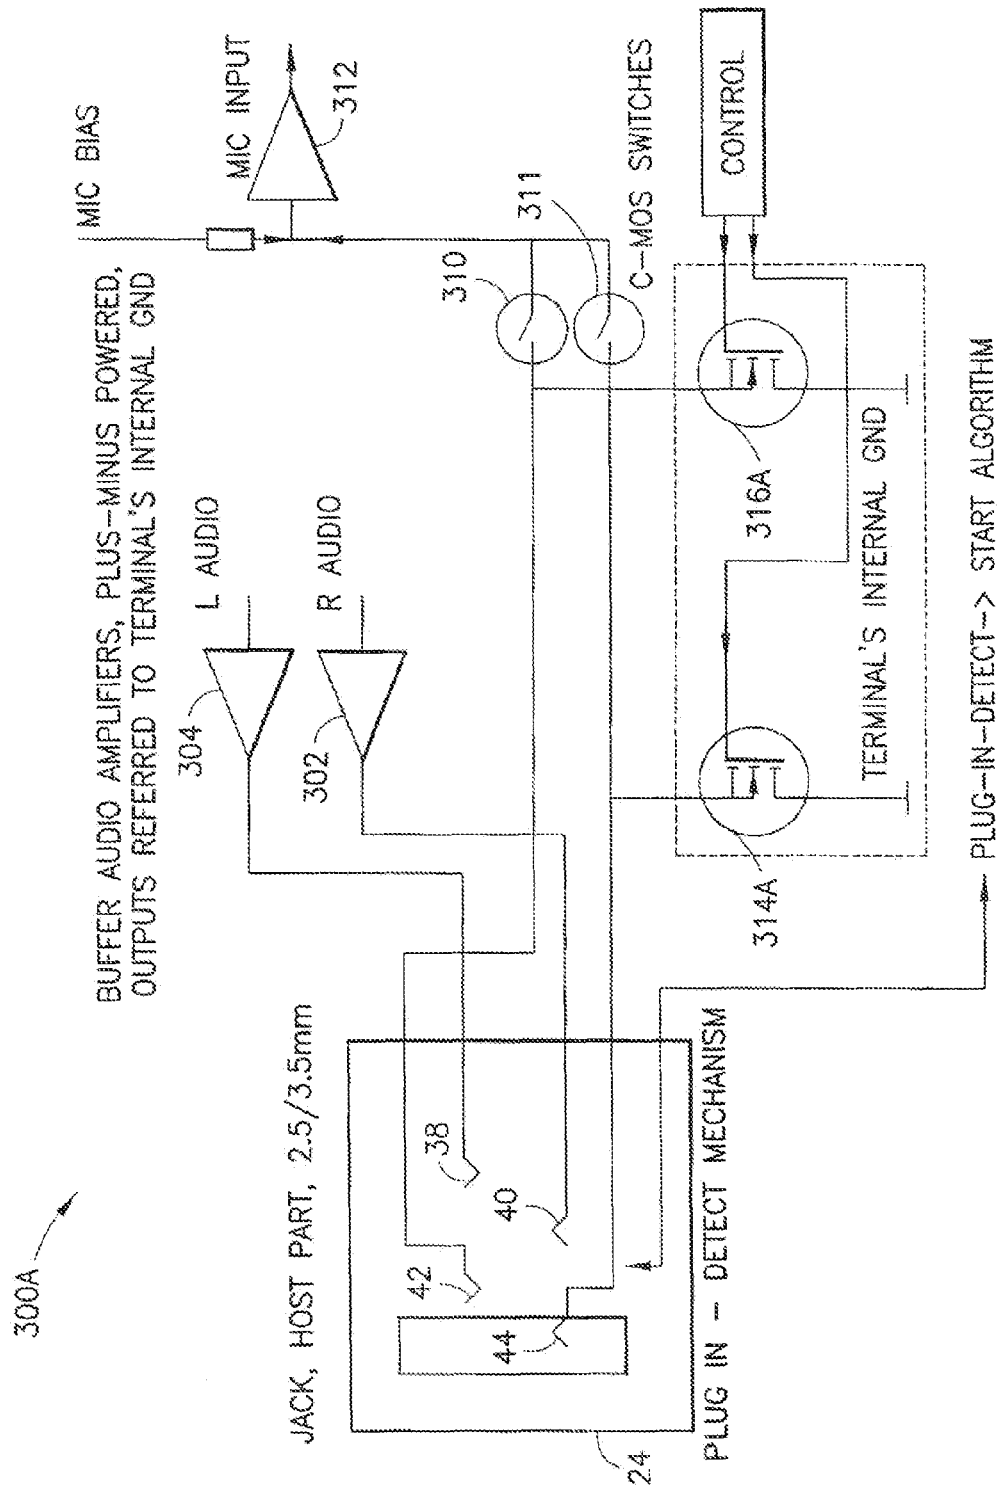 300A
BUFFER AUDIO AMPLIFIERS, PLUS-MINUS POWERED,
OUTPUTS REFERRED TO TERMINAL'S INTERNAL GND
MIC BIAS
MIC INPUT
312
L AUDIO
304
R AUDIO
302
JACK, HOST PART, 2.5/3.5mm
38
40
42
44
24
310
311
C-MOS SWITCHES
CONTROL
316A
314A
TERMINAL'S INTERNAL GND
PLUG IN - DETECT MECHANISM
PLUG-IN-DETECT-> START ALGORITHM